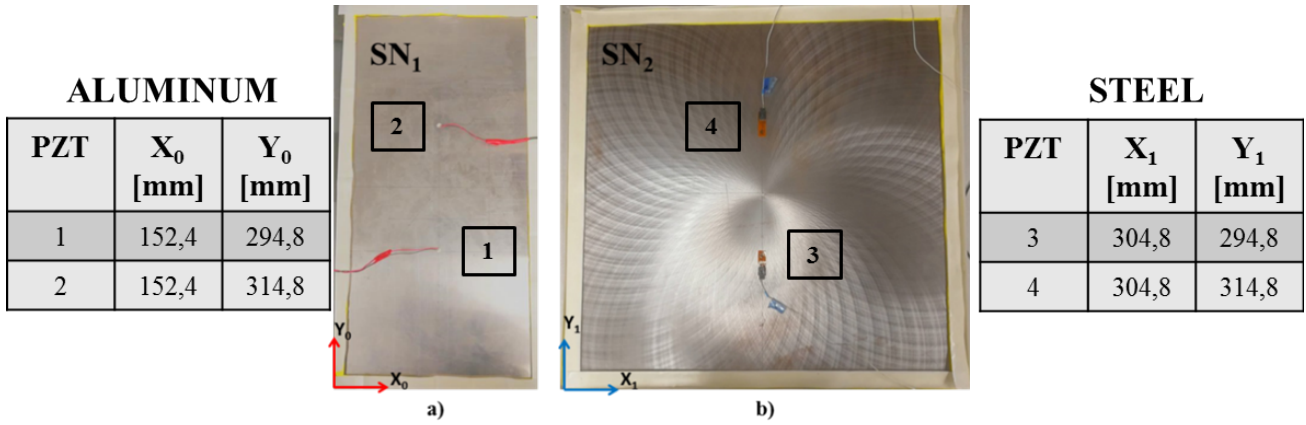 ALUMINUM
PZT X₀ [mm] Y₀ [mm]
1 152,4 294,8
2 152,4 314,8
SN₁
2
1
Y₀
X₀
a)
SN₂
4
3
Y₁
X₁
b)
STEEL
PZT X₁ [mm] Y₁ [mm]
3 304,8 294,8
4 304,8 314,8